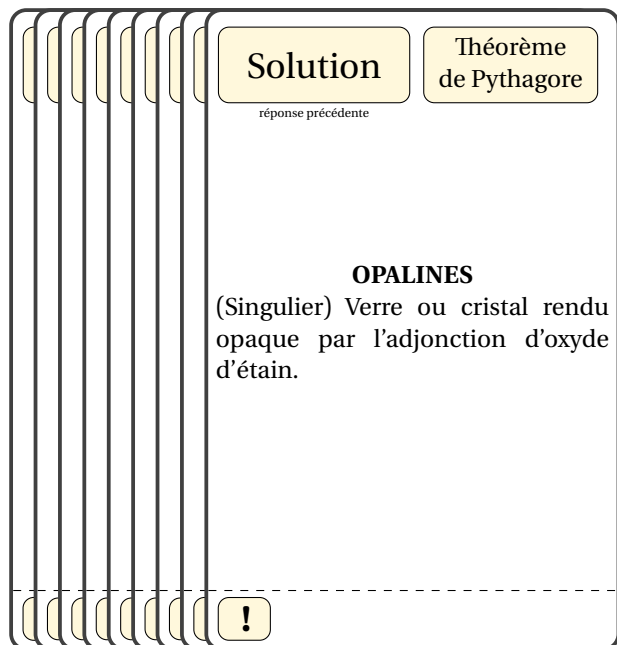 Solution
Théorème
de Pythagore
réponse précédente
OPALINES
(Singulier) Verre ou cristal rendu
opaque par l'adjonction d'oxyde
d'étain.
!